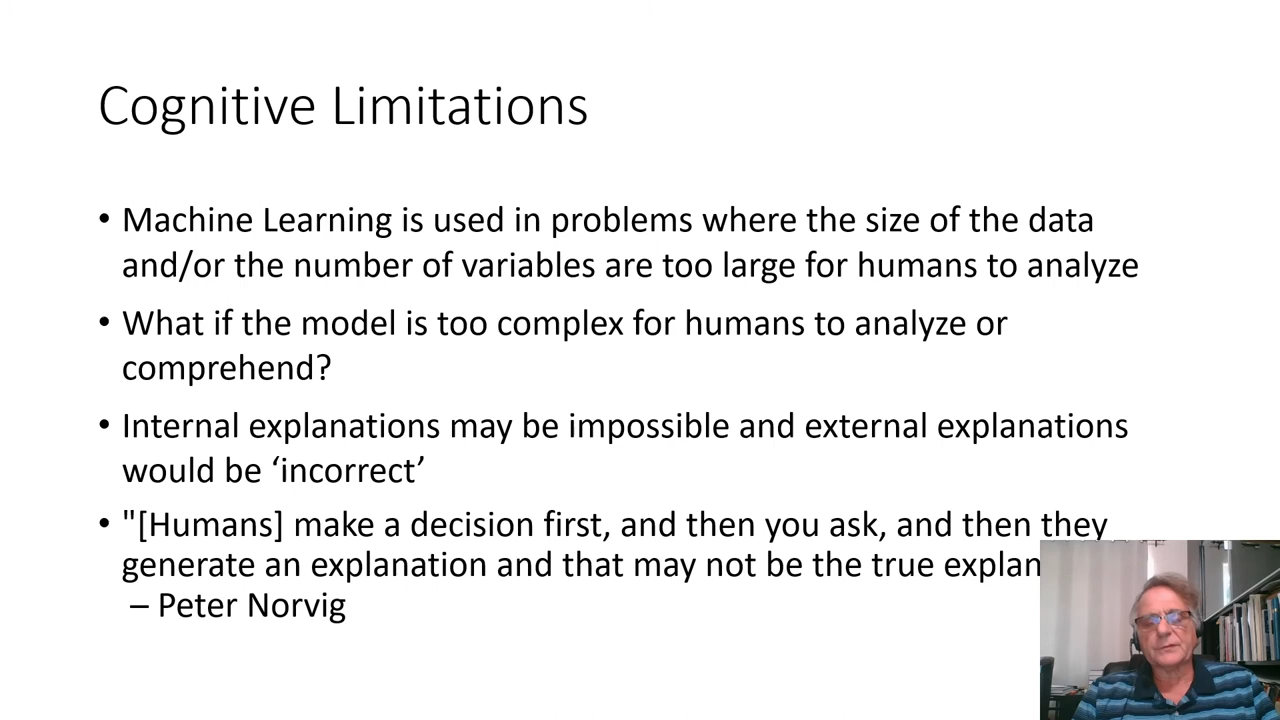 Cognitive Limitations
• Machine Learning is used in problems where the size of the data
and/or the number of variables are too large for humans to analyze
• What if the model is too complex for humans to analyze or
comprehend?
• Internal explanations may be impossible and external explanations
would be ‘incorrect’
• "[Humans] make a decision first, and then you ask, and then they
generate an explanation and that may not be the true
– Peter Norvig